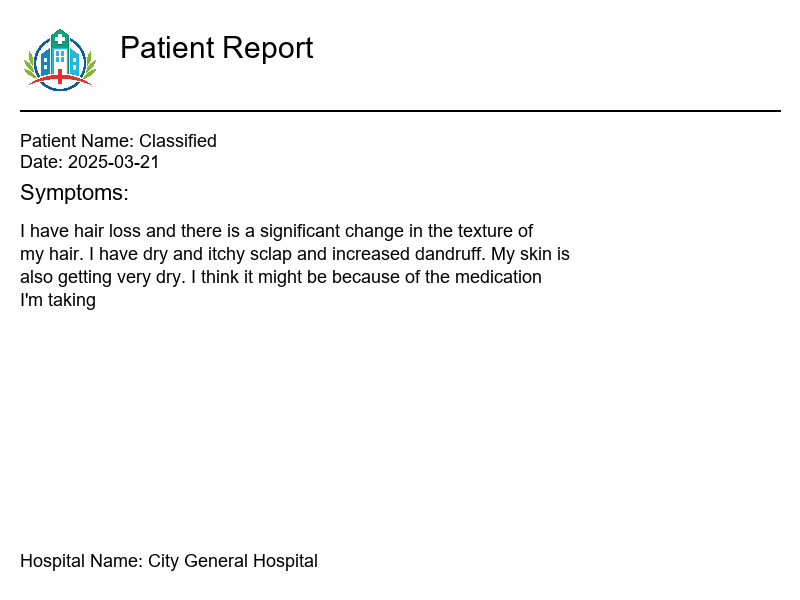 Patient Report
Patient Name: Classified
Date: 2025-03-21
Symptoms:
I have hair loss and there is a significant change in the texture of
my hair. I have dry and itchy sclap and increased dandruff. My skin is
also getting very dry. I think it might be because of the medication
I'm taking
Hospital Name: City General Hospital